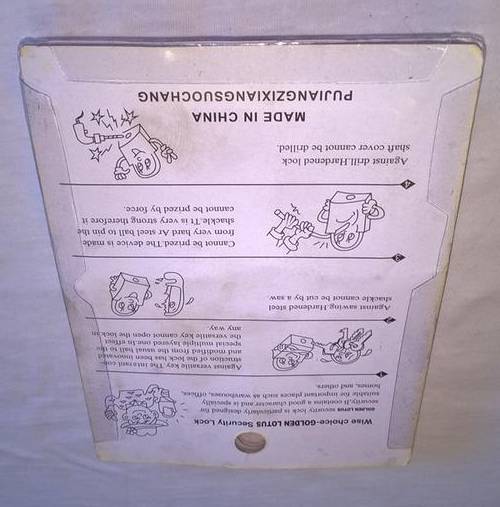 Wise choice-GOLDEN LOTUS Security Lock
GOLDEN LOTUS security lock is particularly designed for
security.It contains a good character and is specially
suitable for important places such as warehouses, offices,
homes, and others.
1
Against versatile key. The
struation of the lock has been innovated
and modified from the usual ball to the
special multiple layersd one.In effect
the versatile key cannot open the lock in
any way.
2
Against sawing.Hardened steel
shackle cannot be cut by a saw.
3
Cannot be prized.The device is made
from very hard Ar steel ball to pin the
shackle.Tt is very strong therefore it
cannot be prized by force.
4
Against drill.Hardened lock
shaft cover cannot be drilled.
MADE IN CHINA
PUJIANGZIXIANGSUOCHANG